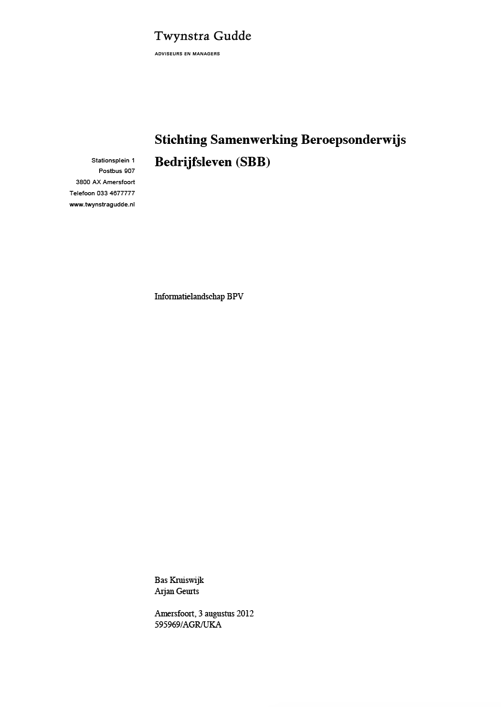 Twynstra Gudde
ADVISEURS EN MANAGERS
Stichting Samenwerking Beroepsonderwijs
Bedrijfsleven (SBB)
Stationsplein 1
Postbus 907
3800 AX Amersfoort
Telefoon 033 4677777
www.twynstragudde.nl
Informatielandschap BPV
Bas Kruiswijk
Arjan Geurts
Amersfoort, 3 augustus 2012
595969/AGR/UKA